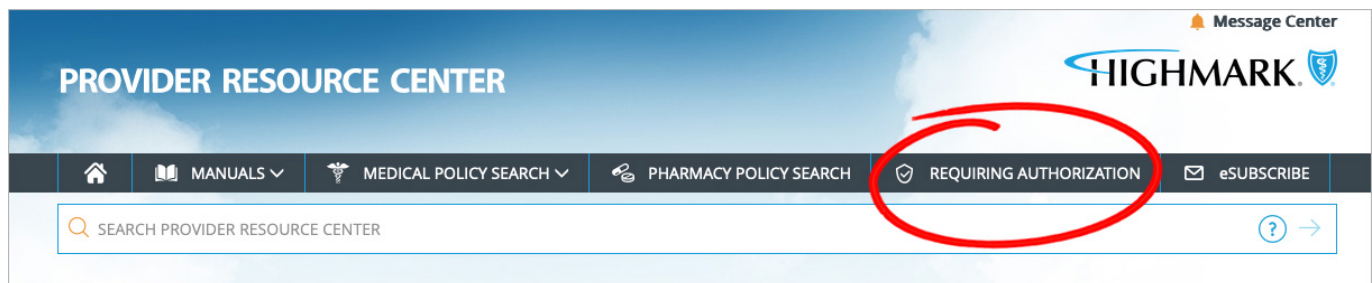 Message Center
PROVIDER RESOURCE CENTER
HIGHMARK.
MANUALS MEDICAL POLICY SEARCH PHARMACY POLICY SEARCH REQUIRING AUTHORIZATION eSUBSCRIBE
SEARCH PROVIDER RESOURCE CENTER ?